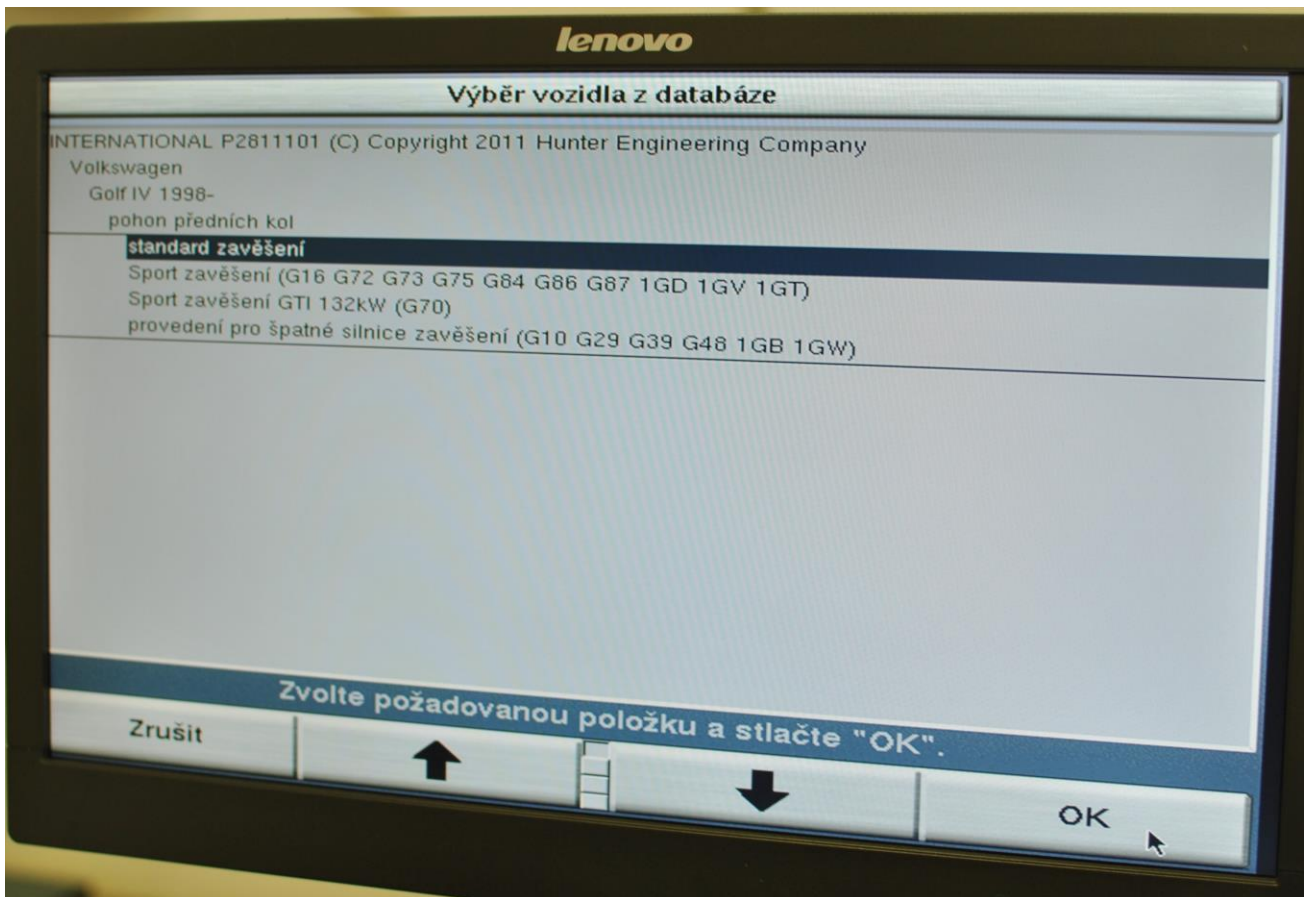 lenovo
Výběr vozidla z databáze
INTERNATIONAL P2811101 (C) Copyright 2011 Hunter Engineering Company
Volkswagen
Golf IV 1998-
pohon předních kol
standard zavěšení
Sport zavěšení (G16 G72 G73 G75 G84 G86 G87 1GD 1GV 1GT)
Sport zavěšení GTI 132kW (G70)
provedení pro špatné silnice zavěšení (G10 G29 G39 G48 1GB 1GW)
Zvolte požadovanou položku a stlačte "OK".
Zrušit
OK